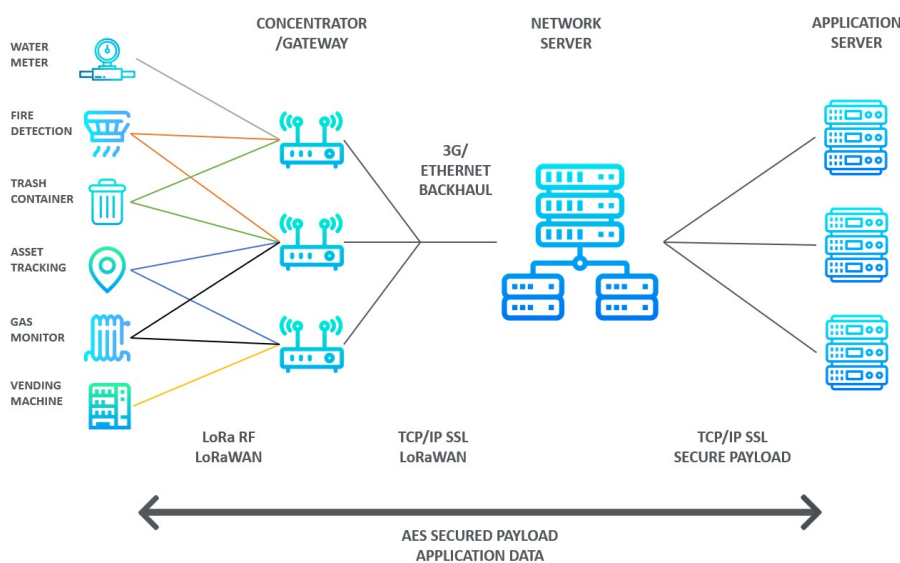 CONCENTRATOR
/GATEWAY
NETWORK
SERVER
APPLICATION
SERVER
WATER
METER
FIRE
DETECTION
TRASH
CONTAINER
ASSET
TRACKING
GAS
MONITOR
VENDING
MACHINE
3G/
ETHERNET
BACKHAUL
LoRa RF
LoRaWAN
TCP/IP SSL
LoRaWAN
TCP/IP SSL
SECURE PAYLOAD
AES SECURED PAYLOAD
APPLICATION DATA